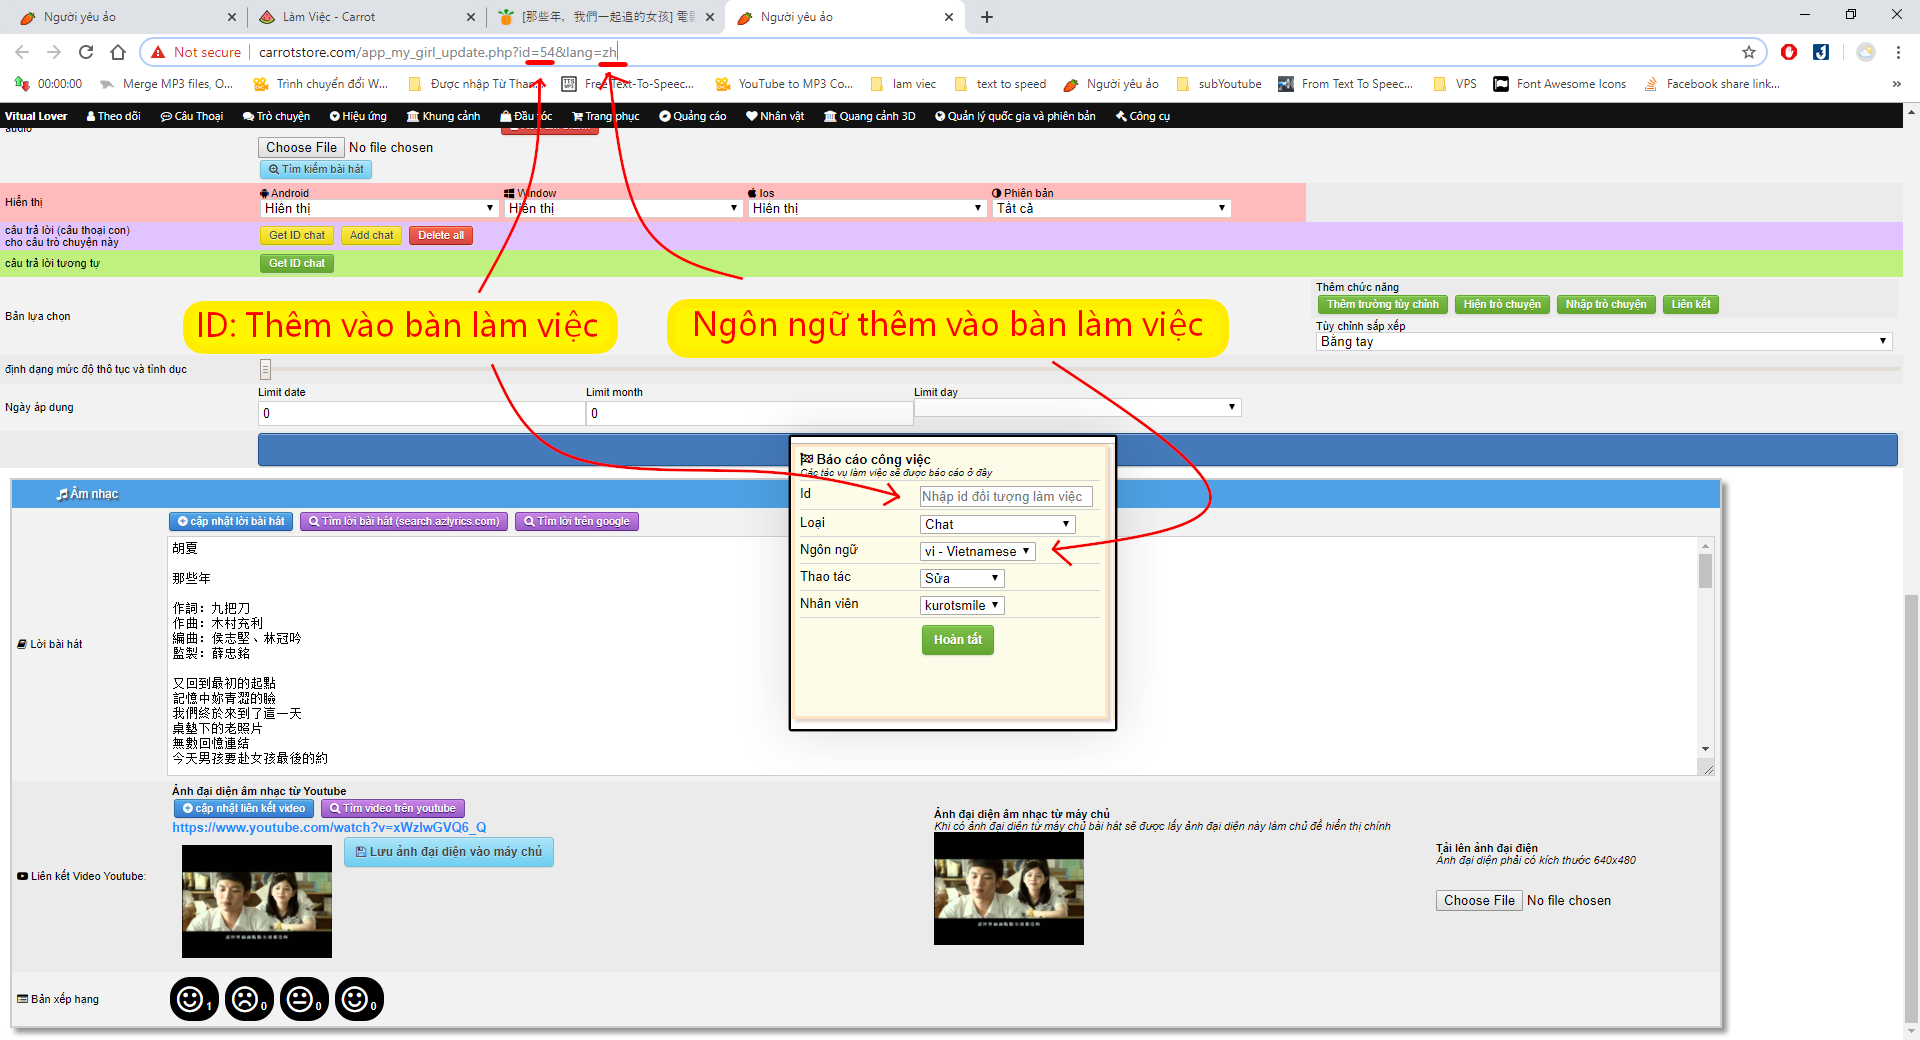 Người yêu ảo
Làm Việc - Carrot
[那些年，我們一起追的女孩] 電
Người yêu ảo
Not secure
carrotstore.com/app_my_girl_update.php?id=54&lang=zh
00:00:00
Merge MP3 files, O...
Trình chuyển đổi W...
Được nhập Từ Than...
Free Text-To-Speec...
YouTube to MP3 Co...
lam viec
text to speed
Người yêu ảo
subYoutube
From Text To Speec...
VPS
Font Awesome Icons
Facebook share link...
»
Vitual Lover
Theo dõi
Câu Thoại
Trò chuyện
Hiệu ứng
Khung cảnh
Đầu tóc
Trang phục
Quảng cáo
Nhân vật
Quang cảnh 3D
Quản lý quốc gia và phiên bản
Công cụ
audio
Choose File No file chosen
Tìm kiếm bài hát
Hiển thị
Android
Window
Ios
Phiên bản
Hiên thị
Hiên thị
Hiên thị
Tất cả
câu trả lời (câu thoại con)
cho câu trò chuyện này
Get ID chat
Add chat
Delete all
câu trả lời tương tự
Get ID chat
Bản lựa chọn
Thêm chức năng
Thêm trường tùy chỉnh
Hiện trò chuyện
Nhập trò chuyện
Liên kết
Tùy chỉnh sắp xếp
Bằng tay
ID: Thêm vào bàn làm việc
Ngôn ngữ thêm vào bàn làm việc
định dạng mức độ thô tục và tình dục
Ngày áp dụng
Limit date
Limit month
Limit day
0
0
Báo cáo công việc
Các tác vụ làm việc sẽ được báo cáo ở đây
Id
Nhập id đối tượng làm việc
Loại
Chat
Ngôn ngữ
vi - Vietnamese
Thao tác
Sửa
Nhân viên
kurotsmile
Hoàn tất
Âm nhạc
cập nhật lời bài hát
Tìm lời bài hát (search.azlyrics.com)
Tìm lời trên google
Lời bài hát
胡夏
那些年
作詞：九把刀
作曲：木村充利
編曲：侯志堅、林冠吟
監製：薛忠銘
又回到最初的起點
記憶中妳青澀的臉
我們終於來到了這一天
桌墊下的老照片
無數回憶連結
今天男孩要赴女孩最後的約
Ảnh đại diện âm nhạc từ Youtube
cập nhật liên kết video
Tìm video trên youtube
https://www.youtube.com/watch?v=xWzlwGVQ6_Q
Lưu ảnh đại diện vào máy chủ
Liên kết Video Youtube:
Ảnh đại diện âm nhạc từ máy chủ
Khi có ảnh đại diện từ máy chủ bài hát sẽ được lấy ảnh đại diện này làm chủ để hiển thị chính
Tải lên ảnh đại diện
Ảnh đại diện phải có kích thước 640x480
Choose File No file chosen
Bản xếp hạng
1
0
0
0